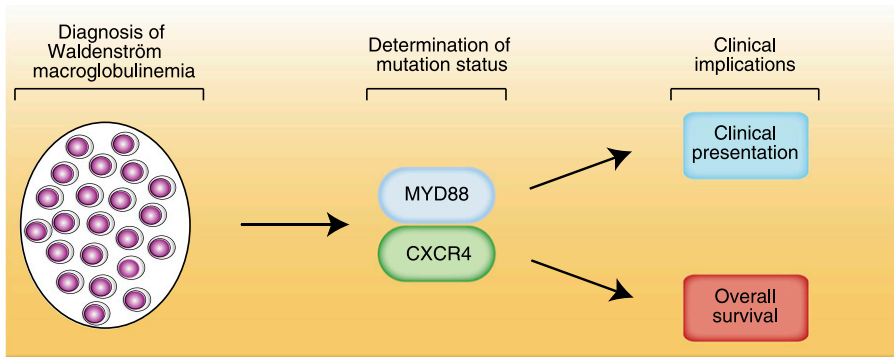 Diagnosis of
Waldenström
macroglobulinemia
Determination of
mutation status
Clinical
implications
MYD88
CXCR4
Clinical
presentation
Overall
survival